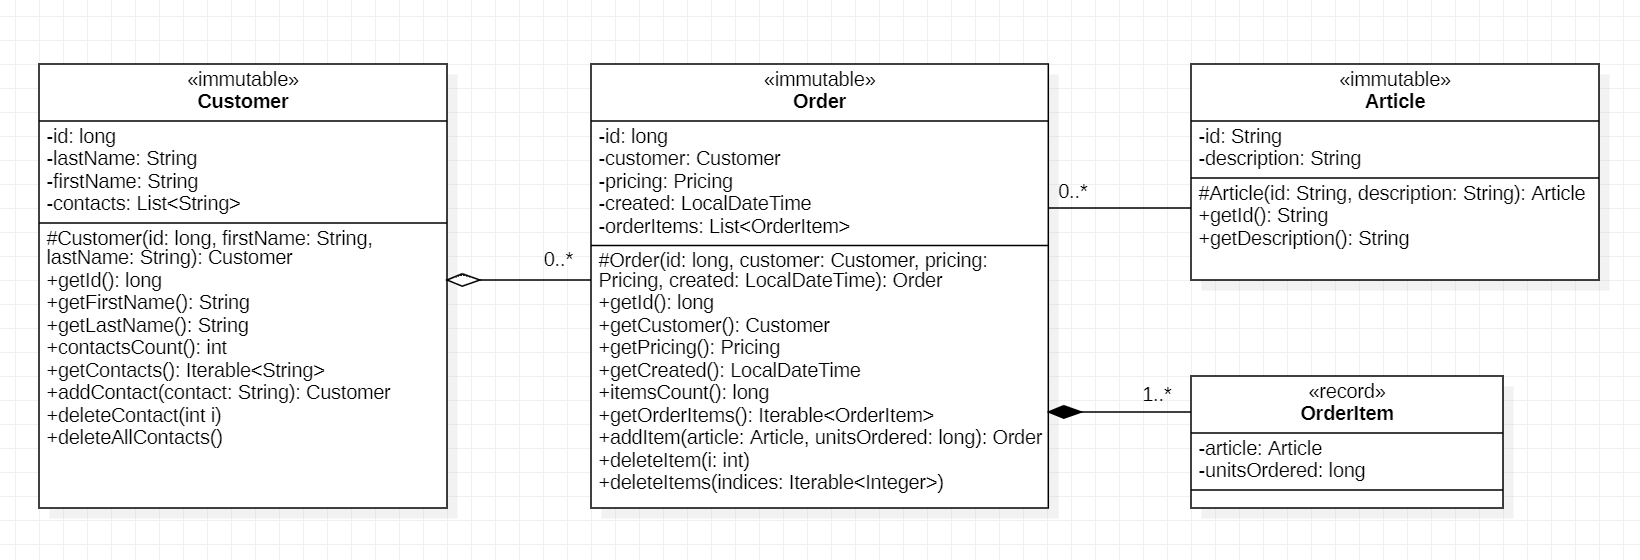 «immutable»
Customer
-id: long
-lastName: String
-firstName: String
-contacts: List<String>
#Customer(id: long, firstName: String,
lastName: String): Customer
+getId(): long
+getFirstName(): String
+getLastName(): String
+contactsCount(): int
+getContacts(): Iterable<String>
+addContact(contact: String): Customer
+deleteContact(int i)
+deleteAllContacts()
0..*
«immutable»
Order
-id: long
-customer: Customer
-pricing: Pricing
-created: LocalDateTime
-orderItems: List<OrderItem>
#Order(id: long, customer: Customer, pricing:
Pricing, created: LocalDateTime): Order
+getId(): long
+getCustomer(): Customer
+getPricing(): Pricing
+getCreated(): LocalDateTime
+itemsCount(): long
+getOrderItems(): Iterable<OrderItem>
+addItem(article: Article, unitsOrdered: long): Order
+deleteItem(i: int)
+deleteItems(indices: Iterable<Integer>)
0..*
«immutable»
Article
-id: String
-description: String
#Article(id: String, description: String): Article
+getId(): String
+getDescription(): String
1..*
«record»
OrderItem
-article: Article
-unitsOrdered: long